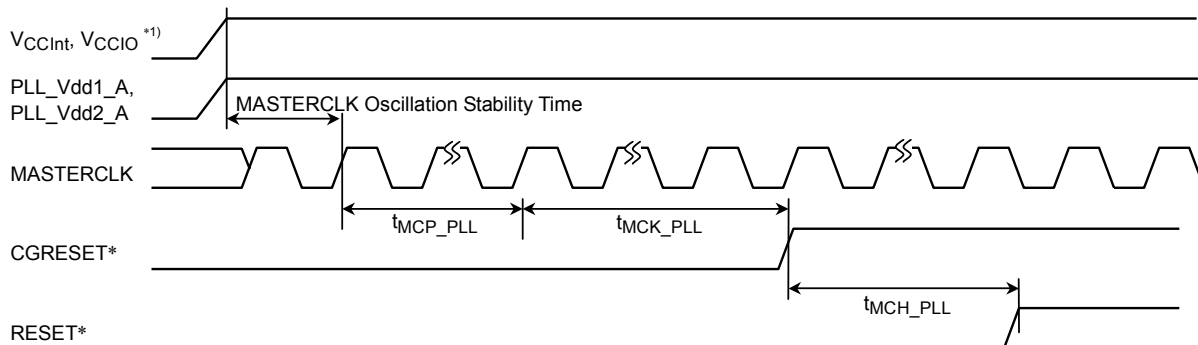 VCCInt, VCCIO *1)
PLL_Vdd1_A,
PLL_Vdd2_A
MASTERCLK Oscillation Stability Time
MASTERCLK
tMCP_PLL
tMCK_PLL
CGRESET*
tMCH_PLL
RESET*